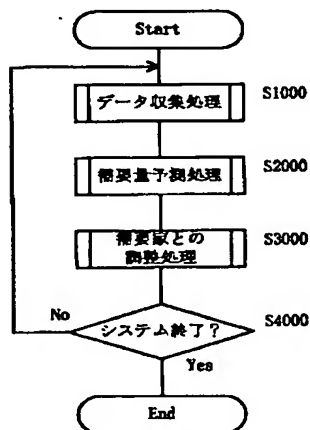 Start
データ収集処理 S1000
需要量予測処理 S2000
需要家との
調整処理 S3000
No システム終了? S4000
Yes
End